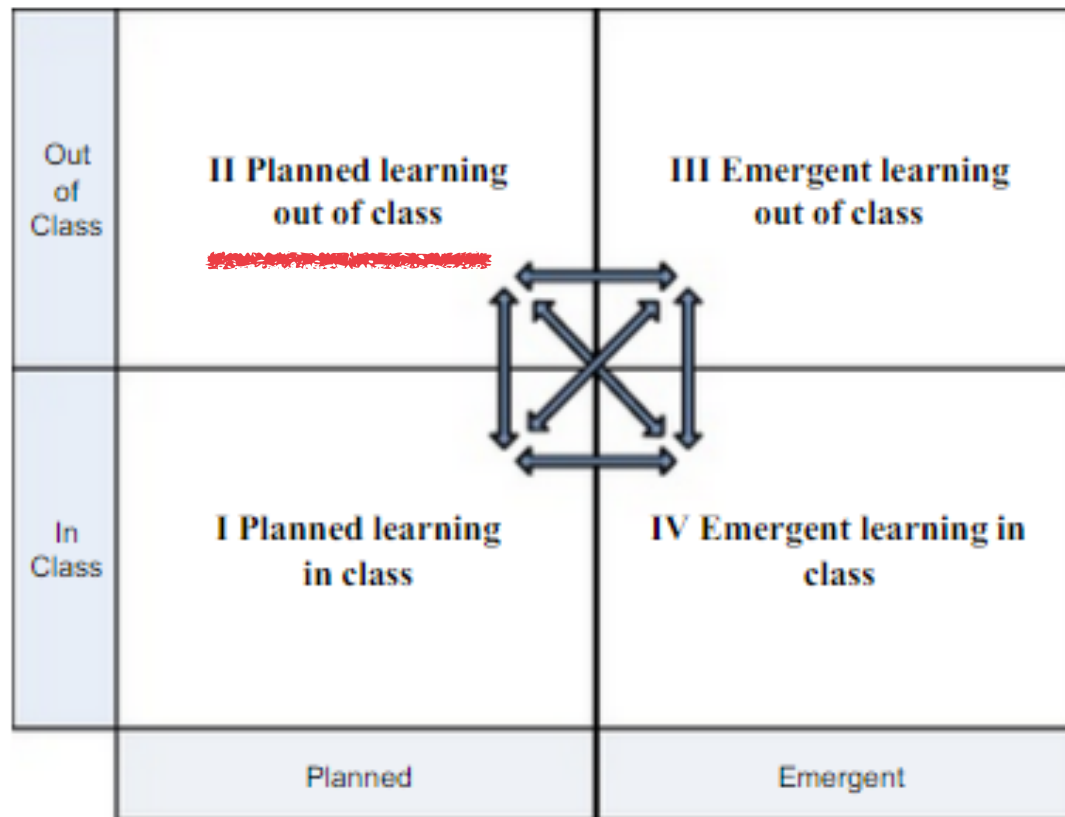 Out
of
Class
II Planned learning
out of class
III Emergent learning
out of class
In
Class
I Planned learning
in class
IV Emergent learning in
class
Planned
Emergent